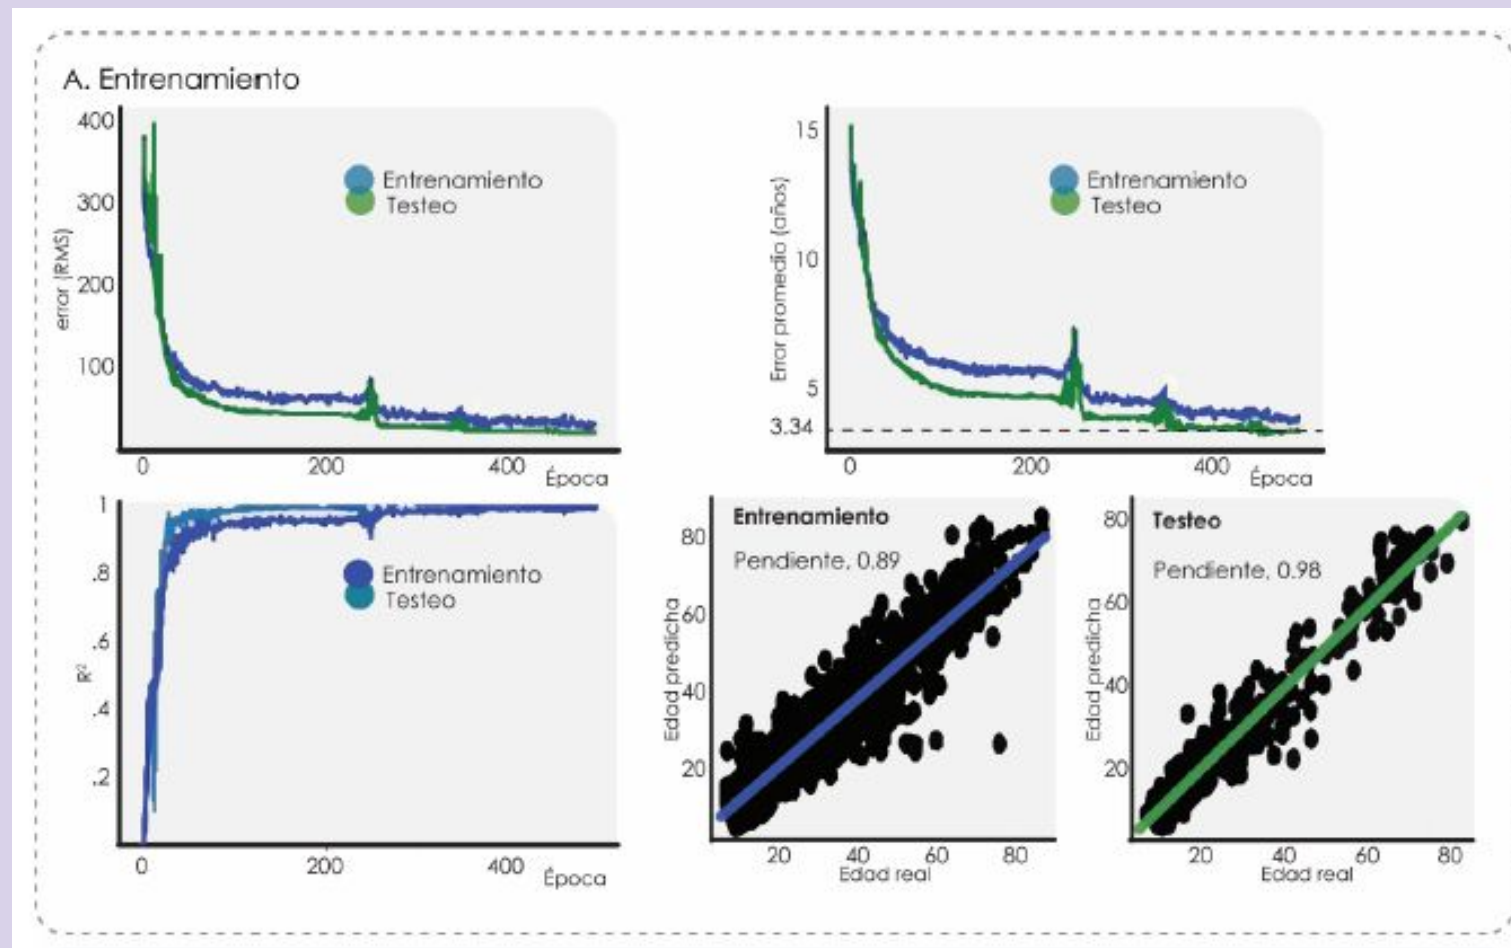 A. Entrenamiento
400
300
200
100
error (RMS)
Entrenamiento
Testeo
0
200
400
Época
15
10
5
3.34
Error promedio (años)
Entrenamiento
Testeo
0
200
400
Época
1
.8
.6
.4
.2
R²
Entrenamiento
Testeo
0
200
400
Época
Entrenamiento
Pendiente, 0.89
80
60
40
20
Edad predicha
20
40
60
80
Edad real
Testeo
Pendiente, 0.98
80
60
40
20
Edad predicha
20
40
60
80
Edad real